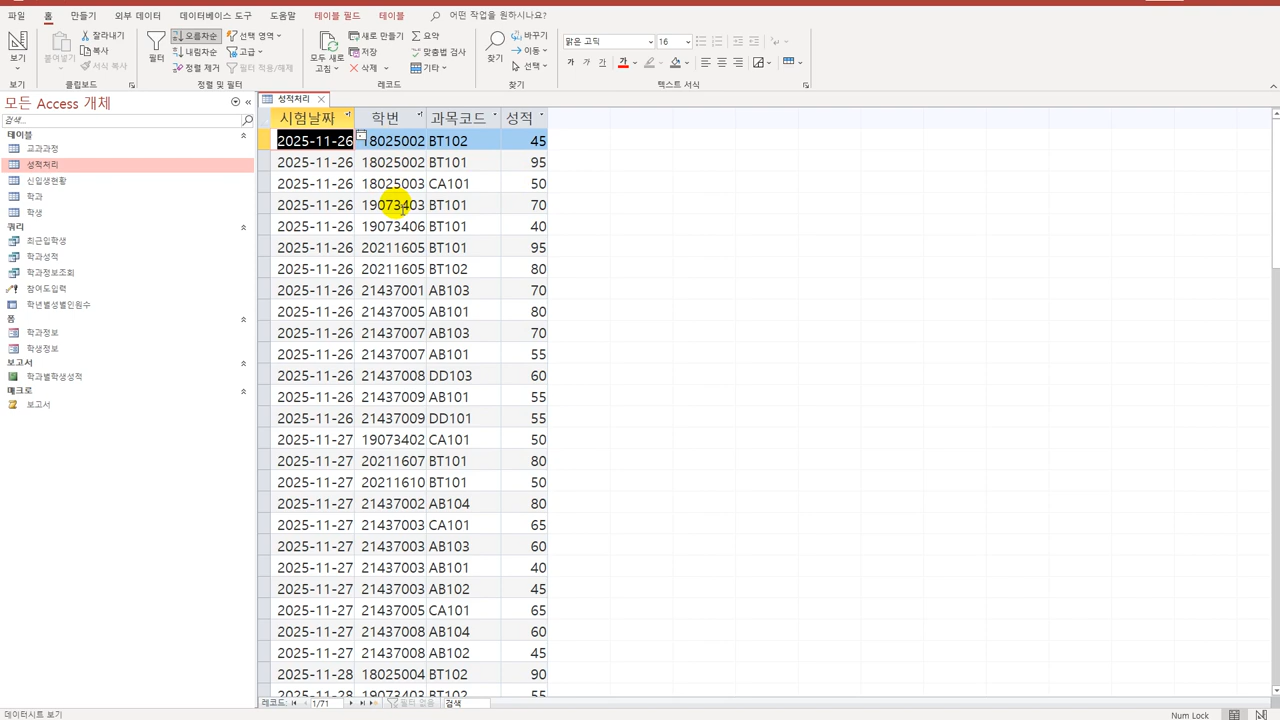 파일 홈 만들기 외부 데이터 데이터베이스 도구 도움말 테이블 필드 테이블 어떤 작업을 원하시나요?
보기 붙여넣기 잘라내기 복사 서식 복사 필터 오름차순 내림차순 정렬 제거 선택 영역 고급 필터 적용/해제 모두 새로 고침 새로 만들기 저장 삭제 요약 맞춤법 검사 기타 찾기 바꾸기 이동 선택 맑은 고딕 16 가 가 가 가
보기 클립보드 정렬 및 필터 레코드 찾기 텍스트 서식
모든 Access 개체
검색...
테이블
교과과정
성적처리
신입생현황
학과
학생
쿼리
최근입학생
학과성적
학과정보조회
참여도입력
학년별성별인원수
폼
학과정보
학생정보
보고서
학과별학생성적
매크로
보고서
성적처리
시험날짜 학번 과목코드 성적
2025-11-26 18025002 BT102 45
2025-11-26 18025002 BT101 95
2025-11-26 18025003 CA101 50
2025-11-26 19073403 BT101 70
2025-11-26 19073406 BT101 40
2025-11-26 20211605 BT101 95
2025-11-26 20211605 BT102 80
2025-11-26 21437001 AB103 70
2025-11-26 21437005 AB101 80
2025-11-26 21437007 AB103 70
2025-11-26 21437007 AB101 55
2025-11-26 21437008 DD103 60
2025-11-26 21437009 AB101 55
2025-11-26 21437009 DD101 55
2025-11-27 19073402 CA101 50
2025-11-27 20211607 BT101 80
2025-11-27 20211610 BT101 50
2025-11-27 21437002 AB104 80
2025-11-27 21437003 CA101 65
2025-11-27 21437003 AB103 60
2025-11-27 21437003 AB101 40
2025-11-27 21437003 AB102 45
2025-11-27 21437005 CA101 65
2025-11-27 21437008 AB104 60
2025-11-27 21437008 AB102 45
2025-11-28 18025004 BT102 90
2025-11-28 19073403 BT102 55
레코드: 1/71 필터 없음 검색
데이터시트 보기 Num Lock